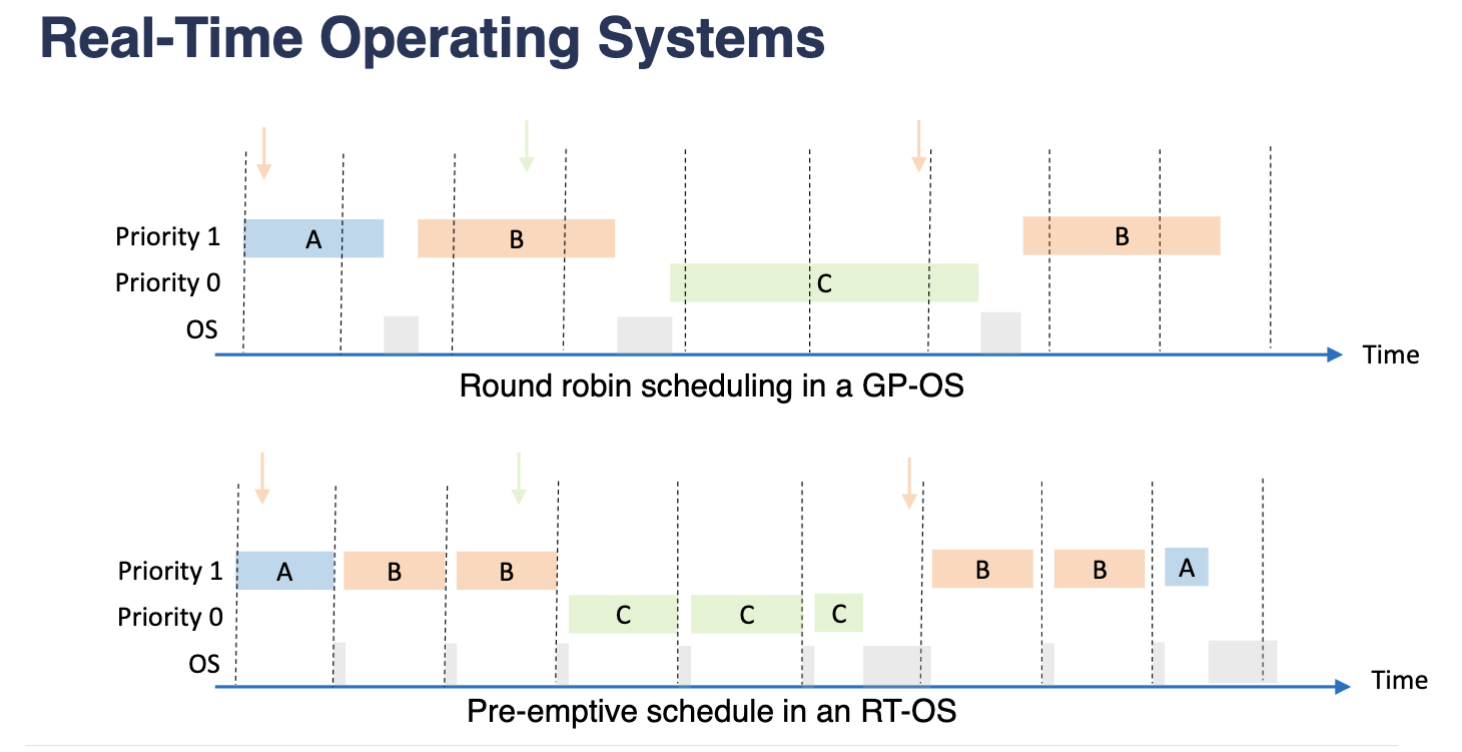 Real-Time Operating Systems
Priority 1 A B B
Priority 0 C
OS
Time
Round robin scheduling in a GP-OS
Priority 1 A B B B B A
Priority 0 C C C
OS
Time
Pre-emptive schedule in an RT-OS